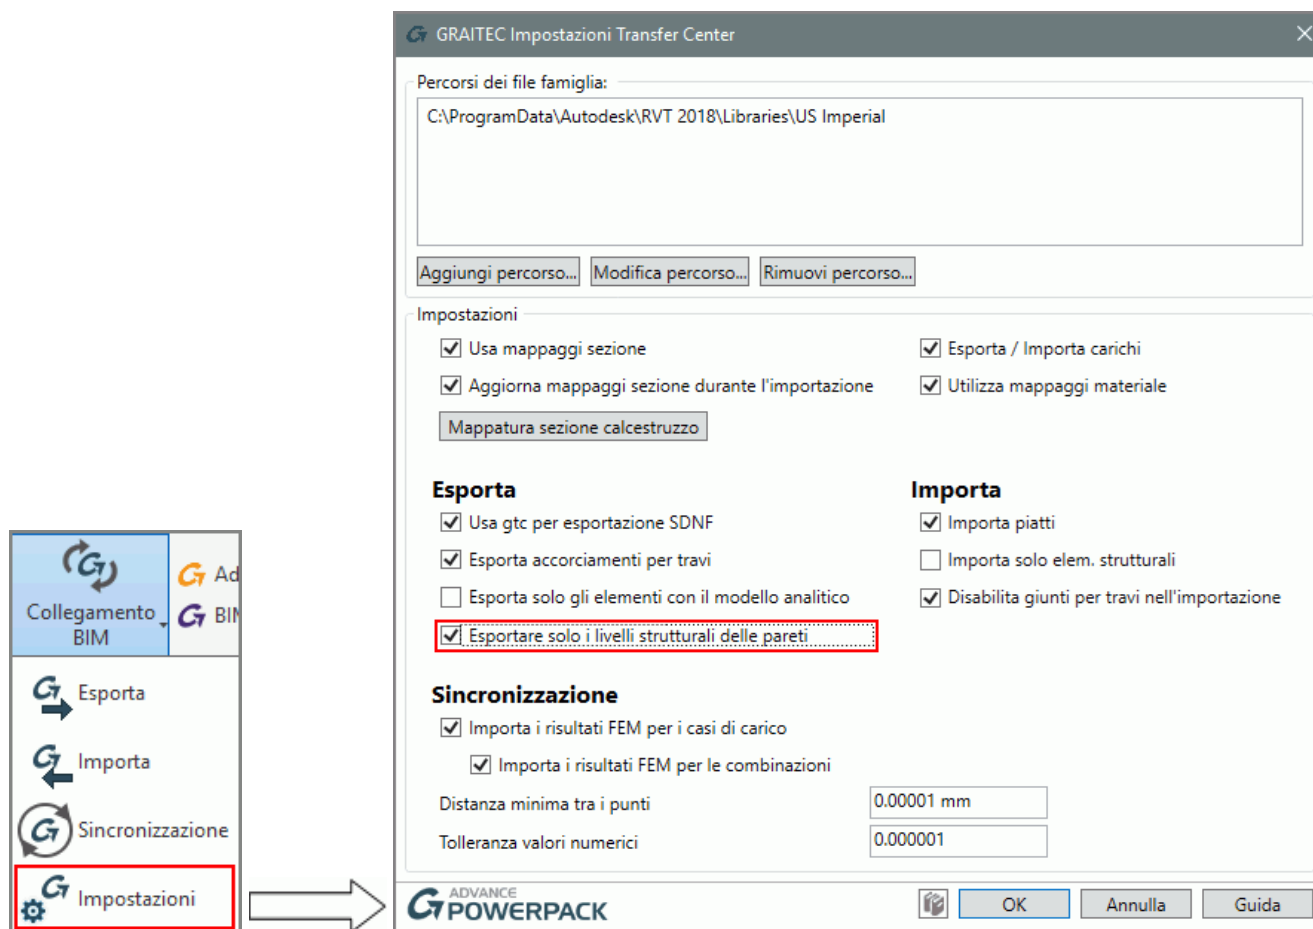 GRAITEC Impostazioni Transfer Center
Percorsi dei file famiglia:
C:\ProgramData\Autodesk\RVT 2018\Libraries\US Imperial
Aggiungi percorso...
Modifica percorso...
Rimuovi percorso...
Impostazioni
Usa mappaggi sezione
Esporta / Importa carichi
Aggiorna mappaggi sezione durante l'importazione
Utilizza mappaggi materiale
Mappatura sezione calcestruzzo
Esporta
Importa
Usa gtc per esportazione SDNF
Importa piatti
Esporta accorciamenti per travi
Importa solo elem. strutturali
Esporta solo gli elementi con il modello analitico
Disabilita giunti per travi nell'importazione
Esportare solo i livelli strutturali delle pareti
Sincronizzazione
Importa i risultati FEM per i casi di carico
Importa i risultati FEM per le combinazioni
Distanza minima tra i punti
0.00001 mm
Tolleranza valori numerici
0.000001
ADVANCE
POWERPACK
OK
Annulla
Guida
Collegamento
BIM
Ad
BIM
Esporta
Importa
Sincronizzazione
Impostazioni